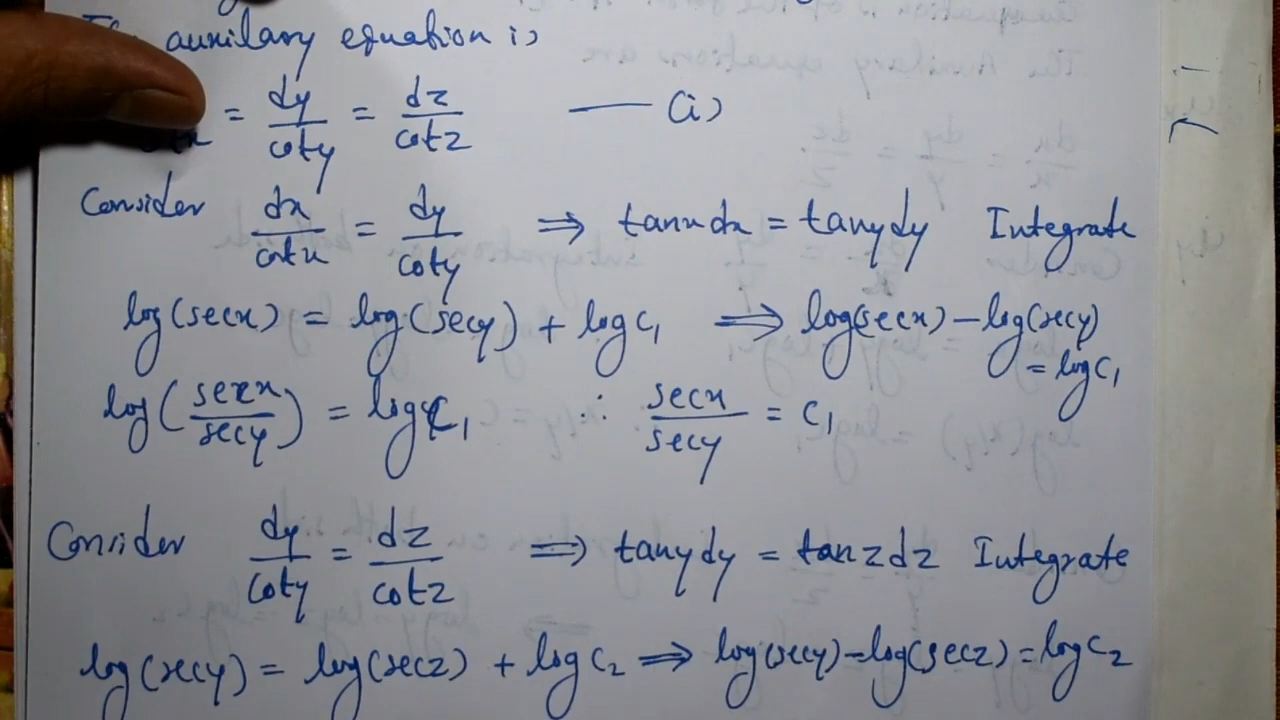 auxilary equation is
= dy/coty = dz/cotz —— (i)
Consider dx/cotx = dy/coty ⇒ tanx dx = tany dy Integrate
log(secx) = log(secy) + log c₁ ⇒ log(secx) – log(secy)
= log c₁
log(secx/secy) = log c₁ ∴ secx/secy = c₁
Consider dy/coty = dz/cotz ⇒ tany dy = tanz dz Integrate
log(secy) = log(secz) + log c₂ ⇒ log(secy) – log(secz) = log c₂